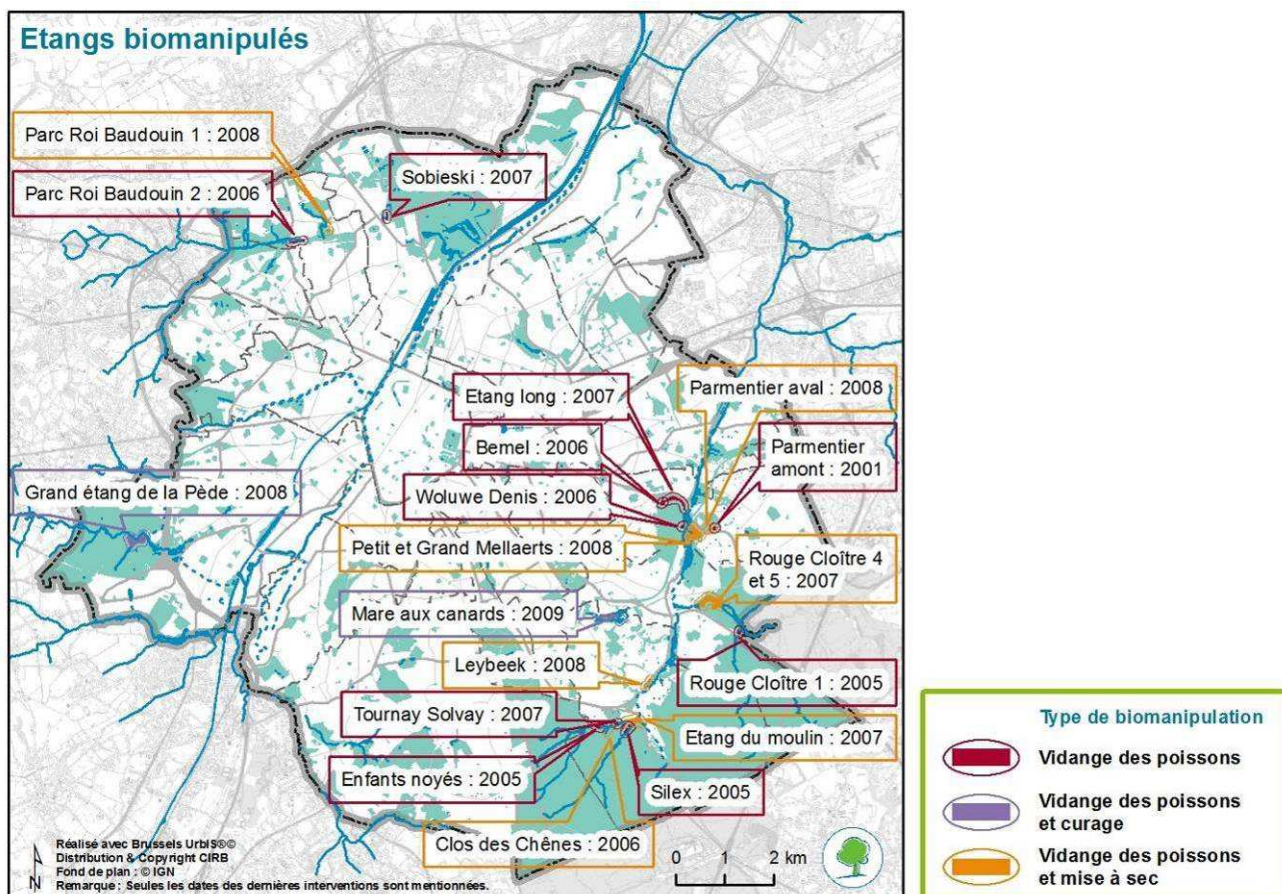 Etangs biomanipulés
Parc Roi Baudouin 1 : 2008
Parc Roi Baudouin 2 : 2006
Sobieski : 2007
Etang long : 2007
Parmentier aval : 2008
Bemel : 2006
Parmentier
amont : 2001
Woluwe Denis : 2006
Grand étang de la Pède : 2008
Petit et Grand Mellaerts : 2008
Rouge Cloître 4
et 5 : 2007
Mare aux canards : 2009
Leybeek : 2008
Rouge Cloître 1 : 2005
Tournay Solvay : 2007
Etang du moulin : 2007
Enfants noyés : 2005
Silex : 2005
Clos des Chênes : 2006
Réalisé avec Brussels UrbIS®©
Distribution & Copyright CIRB
Fond de plan : © IGN
Remarque : Seules les dates des dernières interventions sont mentionnées.
N
0 1 2 km
Type de biomanipulation
Vidange des poissons
Vidange des poissons
et curage
Vidange des poissons
et mise à sec